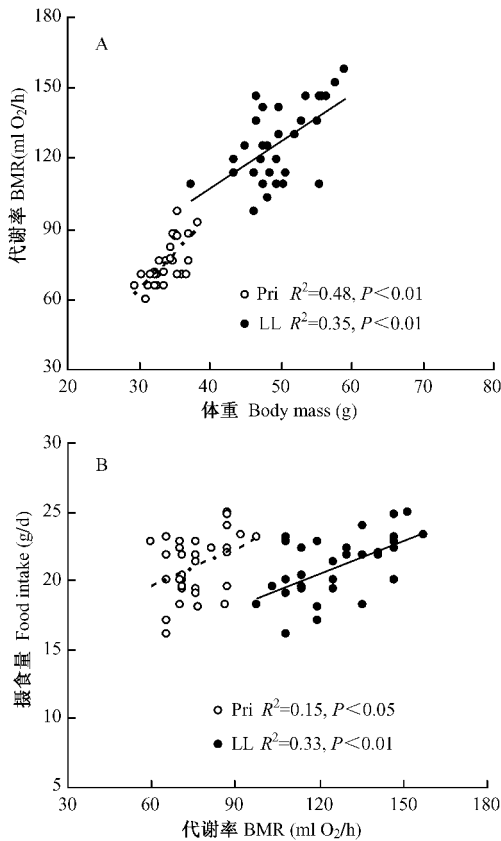 180
A
150
120
90
60
30
代谢率 BMR(ml O₂/h)
Pri R²=0.48, P<0.01
LL R²=0.35, P<0.01
20 30 40 50 60 70 80
体重 Body mass (g)
30
B
25
20
15
10
5
摄食量 Food intake (g/d)
Pri R²=0.15, P<0.05
LL R²=0.33, P<0.01
30 60 90 120 150 180
代谢率 BMR (ml O₂/h)